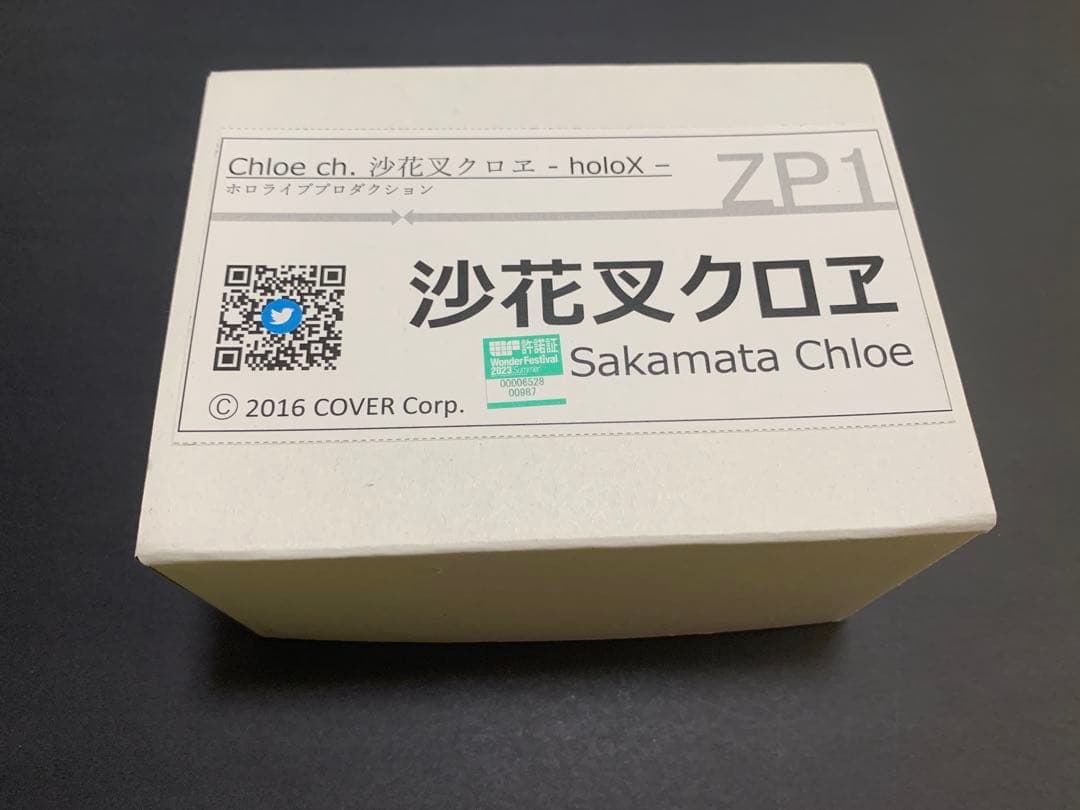 Chloe ch. 沙花叉クロヱ - holoX –
ホロライブプロダクション
ZP1
沙花叉クロヱ
許諾証
WonderFestival
2023 Summer
00006528
00987
Sakamata Chloe
Ⓒ 2016 COVER Corp.